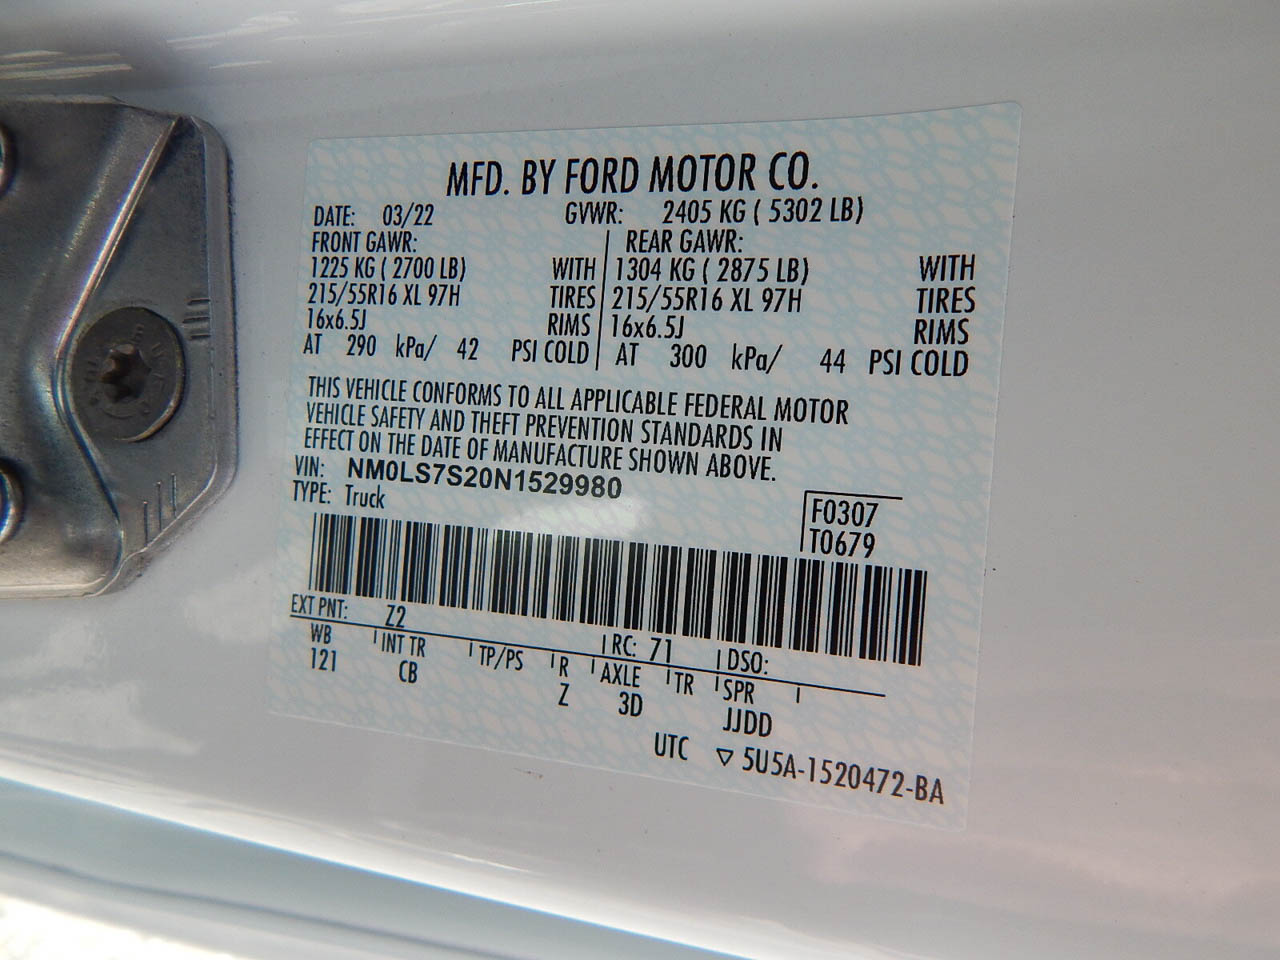 MFD. BY FORD MOTOR CO.
DATE: 03/22 GVWR: 2405 KG ( 5302 LB)
FRONT GAWR: REAR GAWR:
1225 KG ( 2700 LB) WITH 1304 KG ( 2875 LB) WITH
215/55R16 XL 97H TIRES 215/55R16 XL 97H TIRES
16x6.5J RIMS 16x6.5J RIMS
AT 290 kPa/ 42 PSI COLD AT 300 kPa/ 44 PSI COLD
THIS VEHICLE CONFORMS TO ALL APPLICABLE FEDERAL MOTOR
VEHICLE SAFETY AND THEFT PREVENTION STANDARDS IN
EFFECT ON THE DATE OF MANUFACTURE SHOWN ABOVE.
VIN: NM0LS7S20N1529980
TYPE: Truck
F0307
T0679
EXT PNT: Z2 RC: 71 DSO:
WB INT TR TP/PS R AXLE TR SPR
121 CB Z 3D JJDD
UTC ▽ 5U5A-1520472-BA